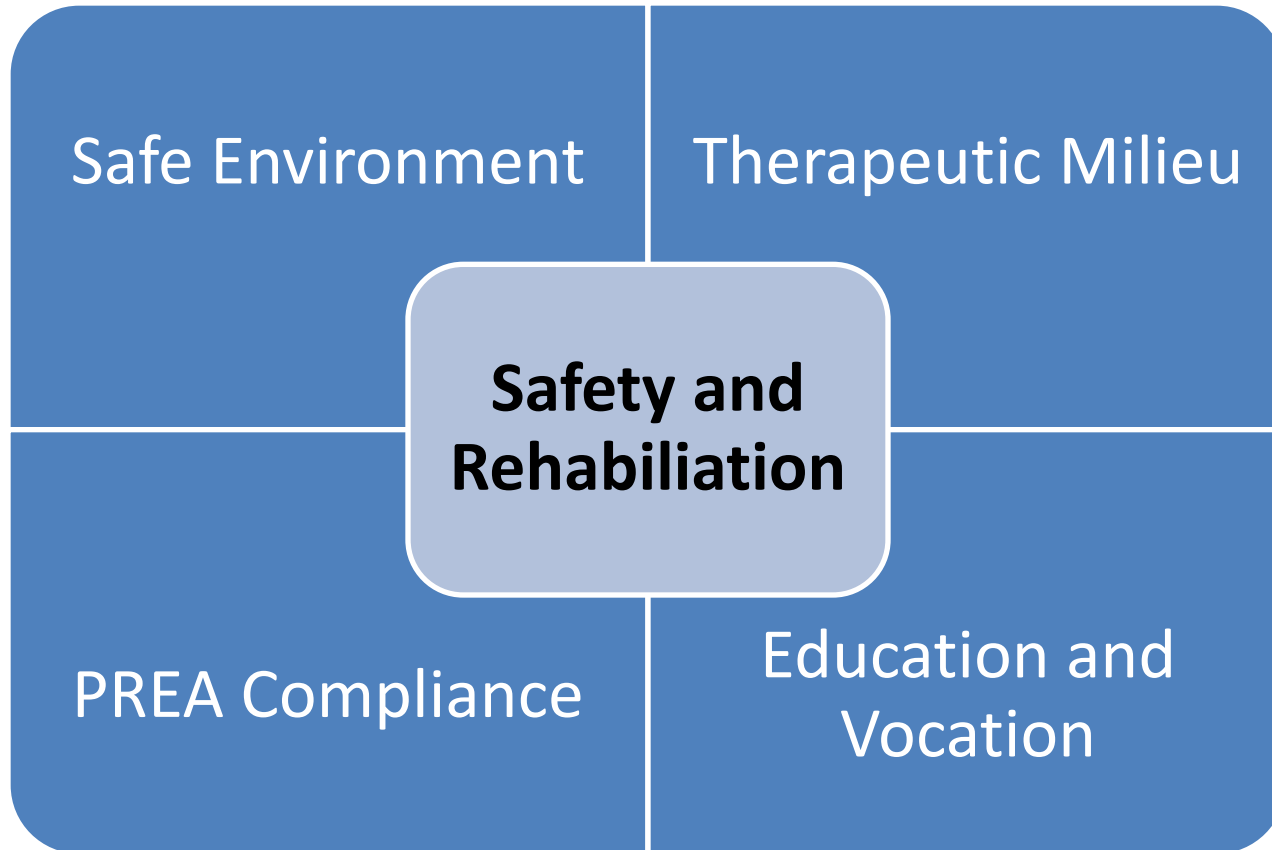 Safe Environment
Therapeutic Milieu
Safety and
Rehabiliation
PREA Compliance
Education and
Vocation